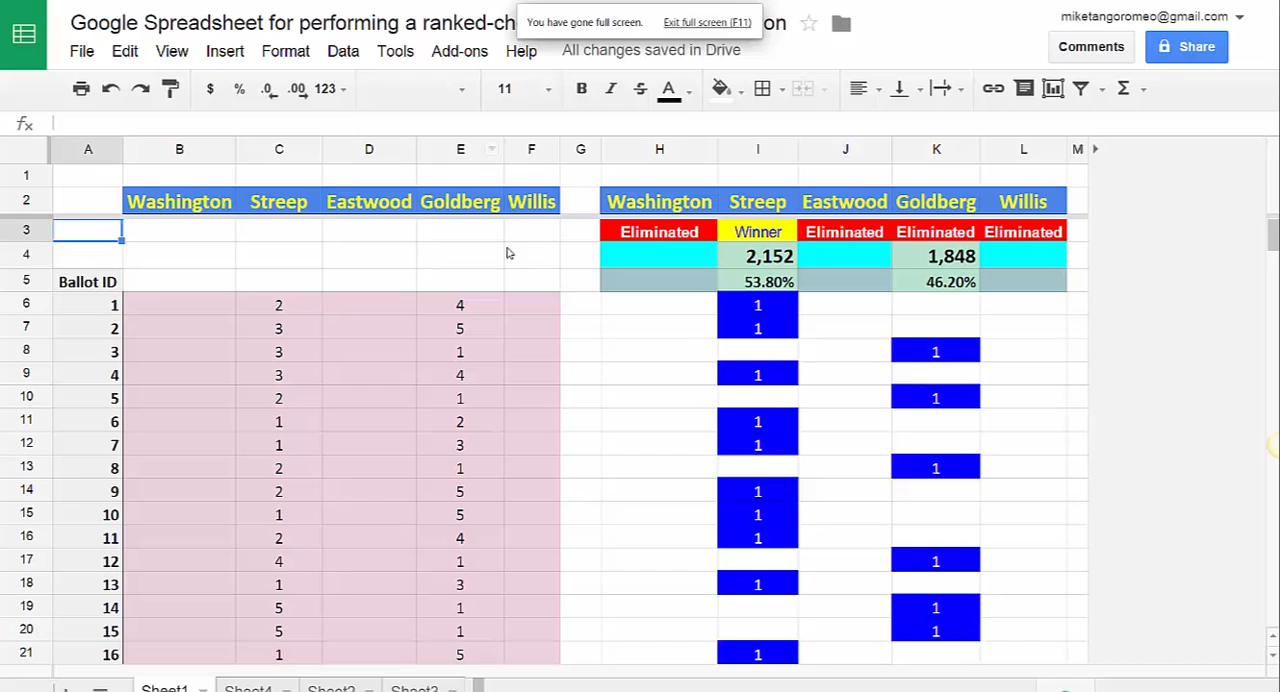 Google Spreadsheet for performing a ranked-ch on
You have gone full screen. Exit full screen (F11)
miketangoromeo@gmail.com
File Edit View Insert Format Data Tools Add-ons Help All changes saved in Drive
Comments Share
$ % .0 .00 123 11 B I S A Σ
fx
A B C D E F G H I J K L M
1
2 Washington Streep Eastwood Goldberg Willis Washington Streep Eastwood Goldberg Willis
3 Eliminated Winner Eliminated Eliminated Eliminated
4 2,152 1,848
5 Ballot ID 53.80% 46.20%
6 1 2 4 1
7 2 3 5 1
8 3 3 1 1
9 4 3 4 1
10 5 2 1 1
11 6 1 2 1
12 7 1 3 1
13 8 2 1 1
14 9 2 5 1
15 10 1 5 1
16 11 2 4 1
17 12 4 1 1
18 13 1 3 1
19 14 5 1 1
20 15 5 1 1
21 16 1 5 1
Sheet1 Sheet4 Sheet2 Sheet3